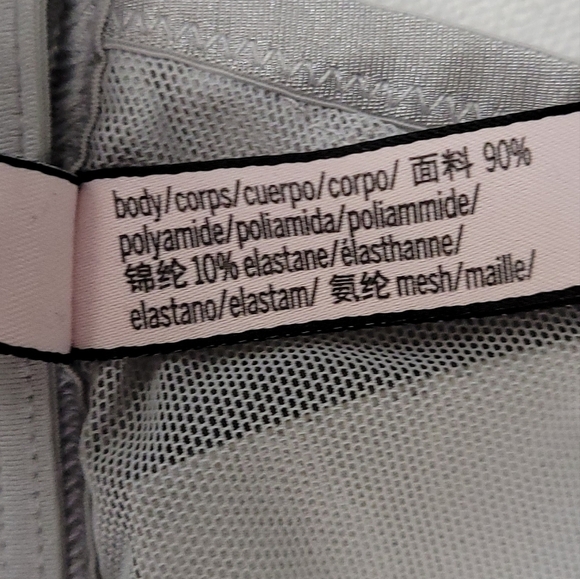 body/corps/cuerpo/corpo/ 面料 90%
polyamide/poliamida/poliammide/
锦纶 10% elastane/élasthanne/
elastano/elastam/ 氨纶 mesh/maille/